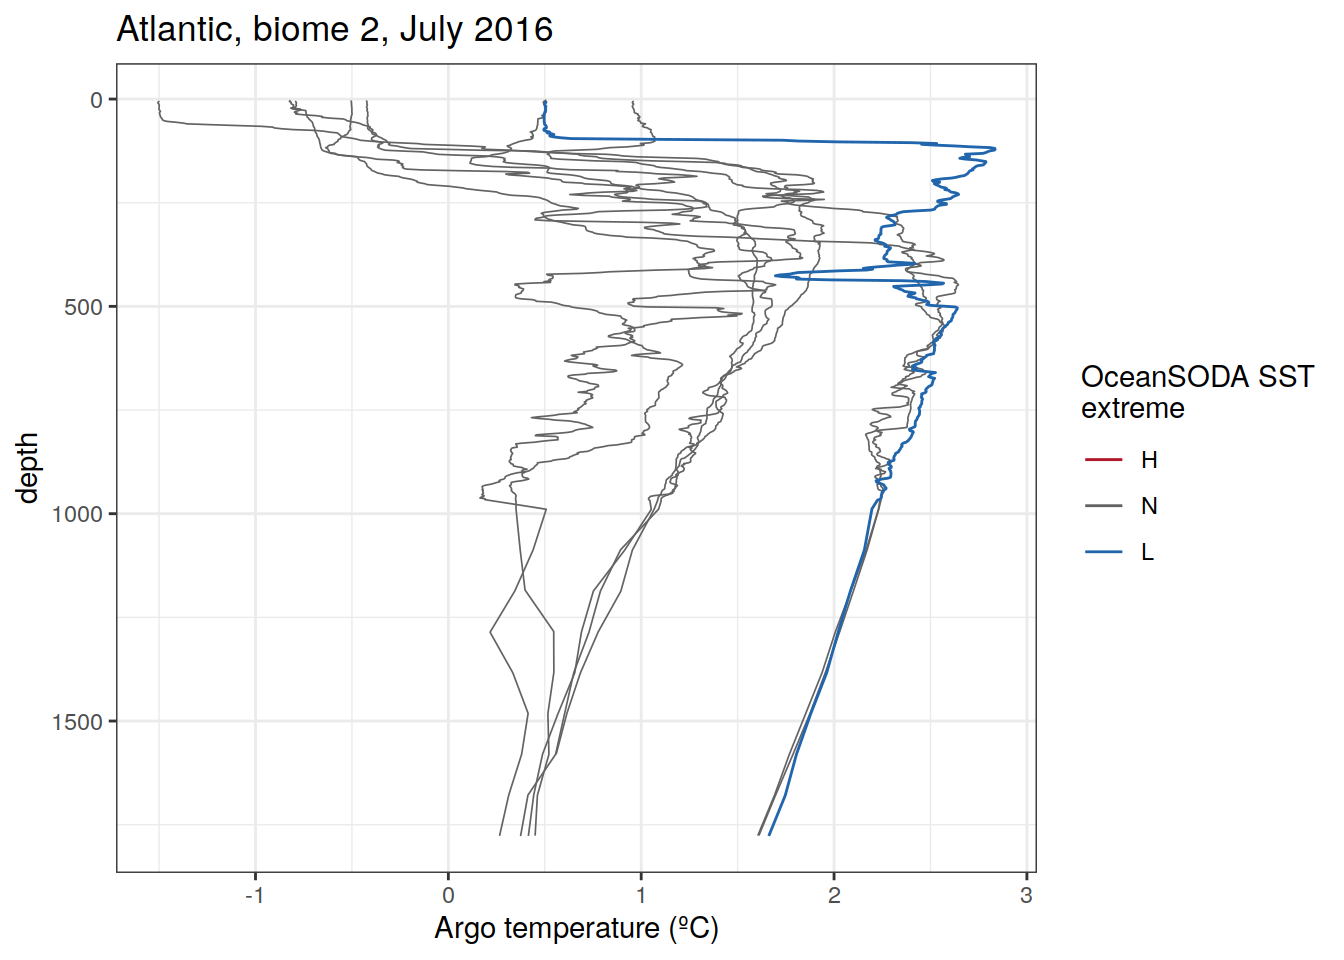 Atlantic, biome 2, July 2016
0
500
1000
1500
depth
-1
0
1
2
3
Argo temperature (ºC)
OceanSODA SST
extreme
H
N
L